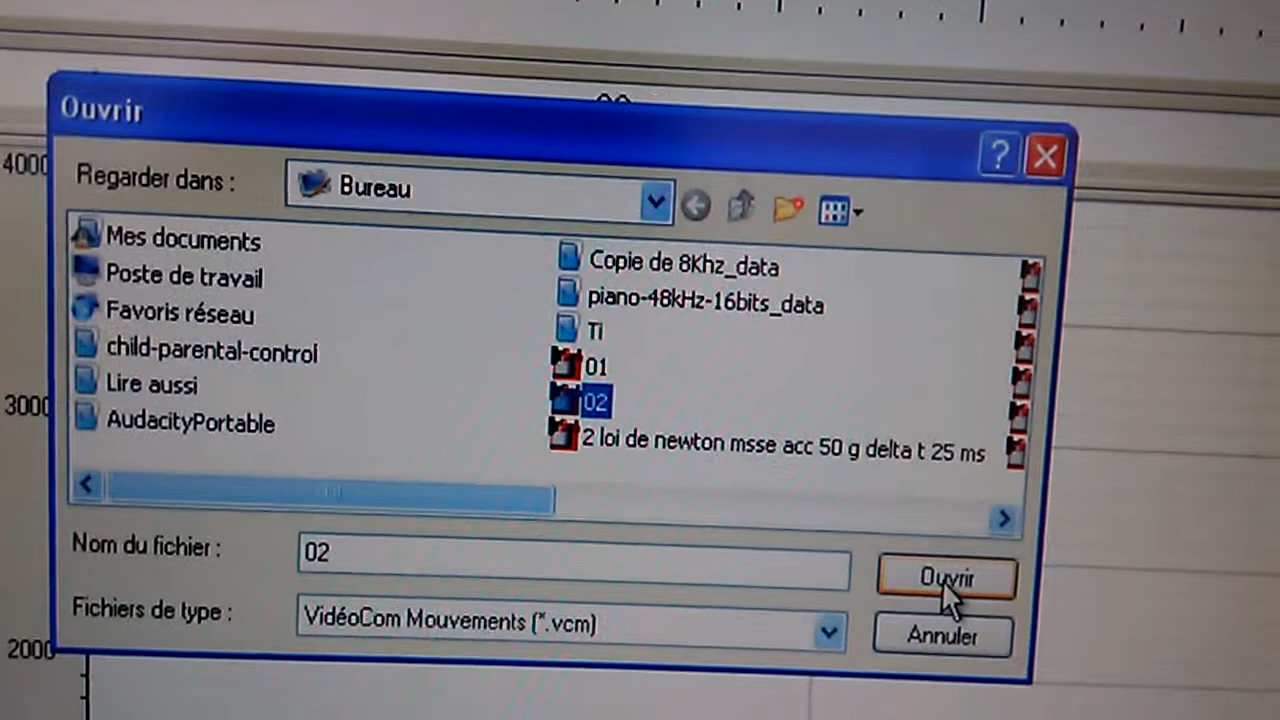 Ouvrir
?
4000
Regarder dans :
Bureau
Mes documents
Poste de travail
Favoris réseau
child-parental-control
Lire aussi
AudacityPortable
Copie de 8Khz_data
piano-48kHz-16bits_data
TI
01
02
2 loi de newton msse acc 50 g delta t 25 ms
3000
Nom du fichier :
02
Ouvrir
Fichiers de type :
VidéoCom Mouvements (*.vcm)
Annuler
2000